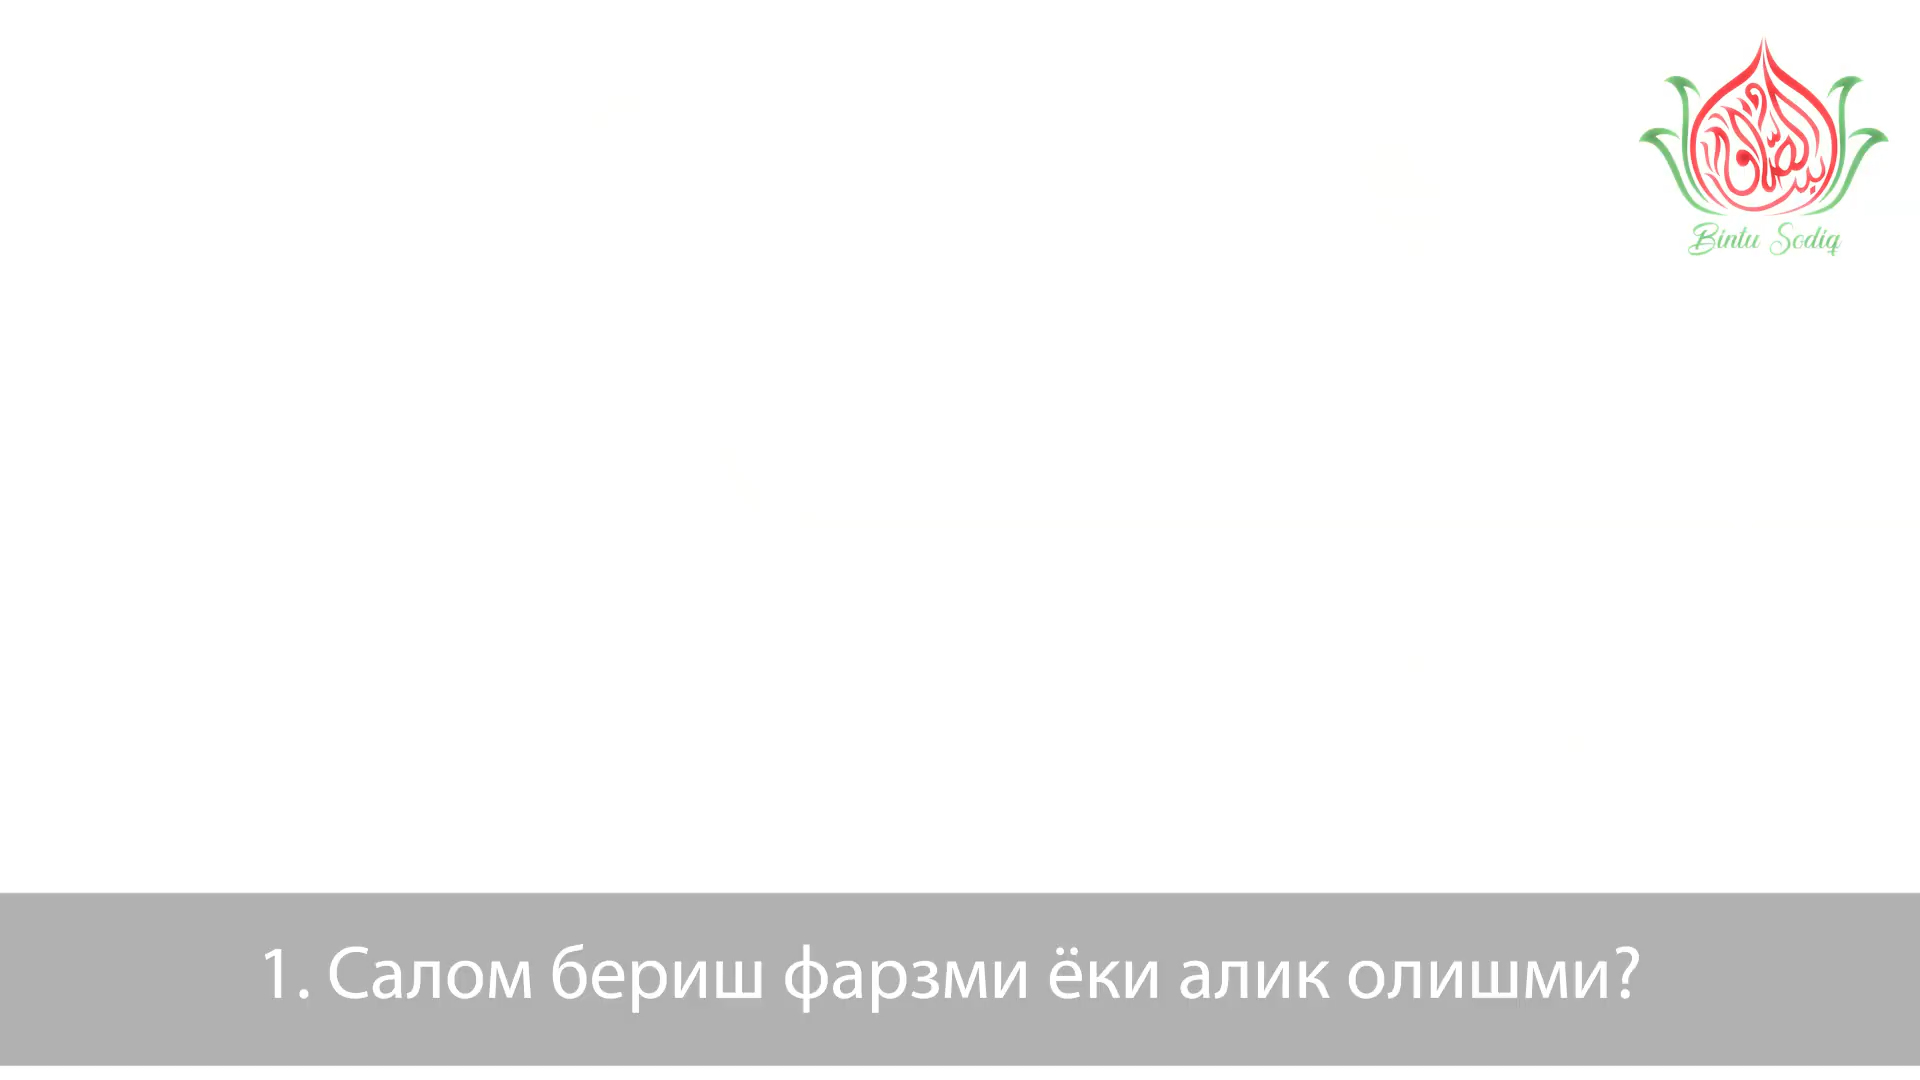 Bintu Sodiq
1. Салом бериш фарзми ёки алик олишми?